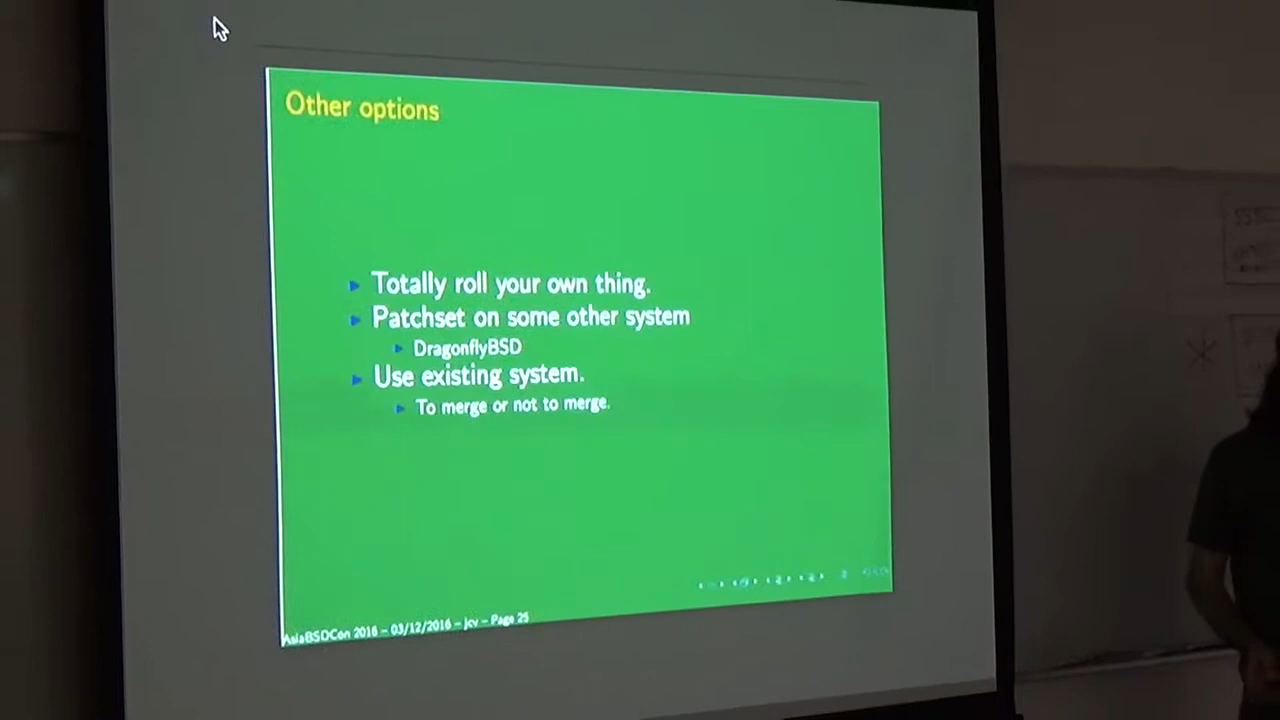 Other options
Totally roll your own thing.
Patchset on some other system
DragonflyBSD
Use existing system.
To merge or not to merge.
AsiaBSDCon 2016 – 03/12/2016 – jcv – Page 25